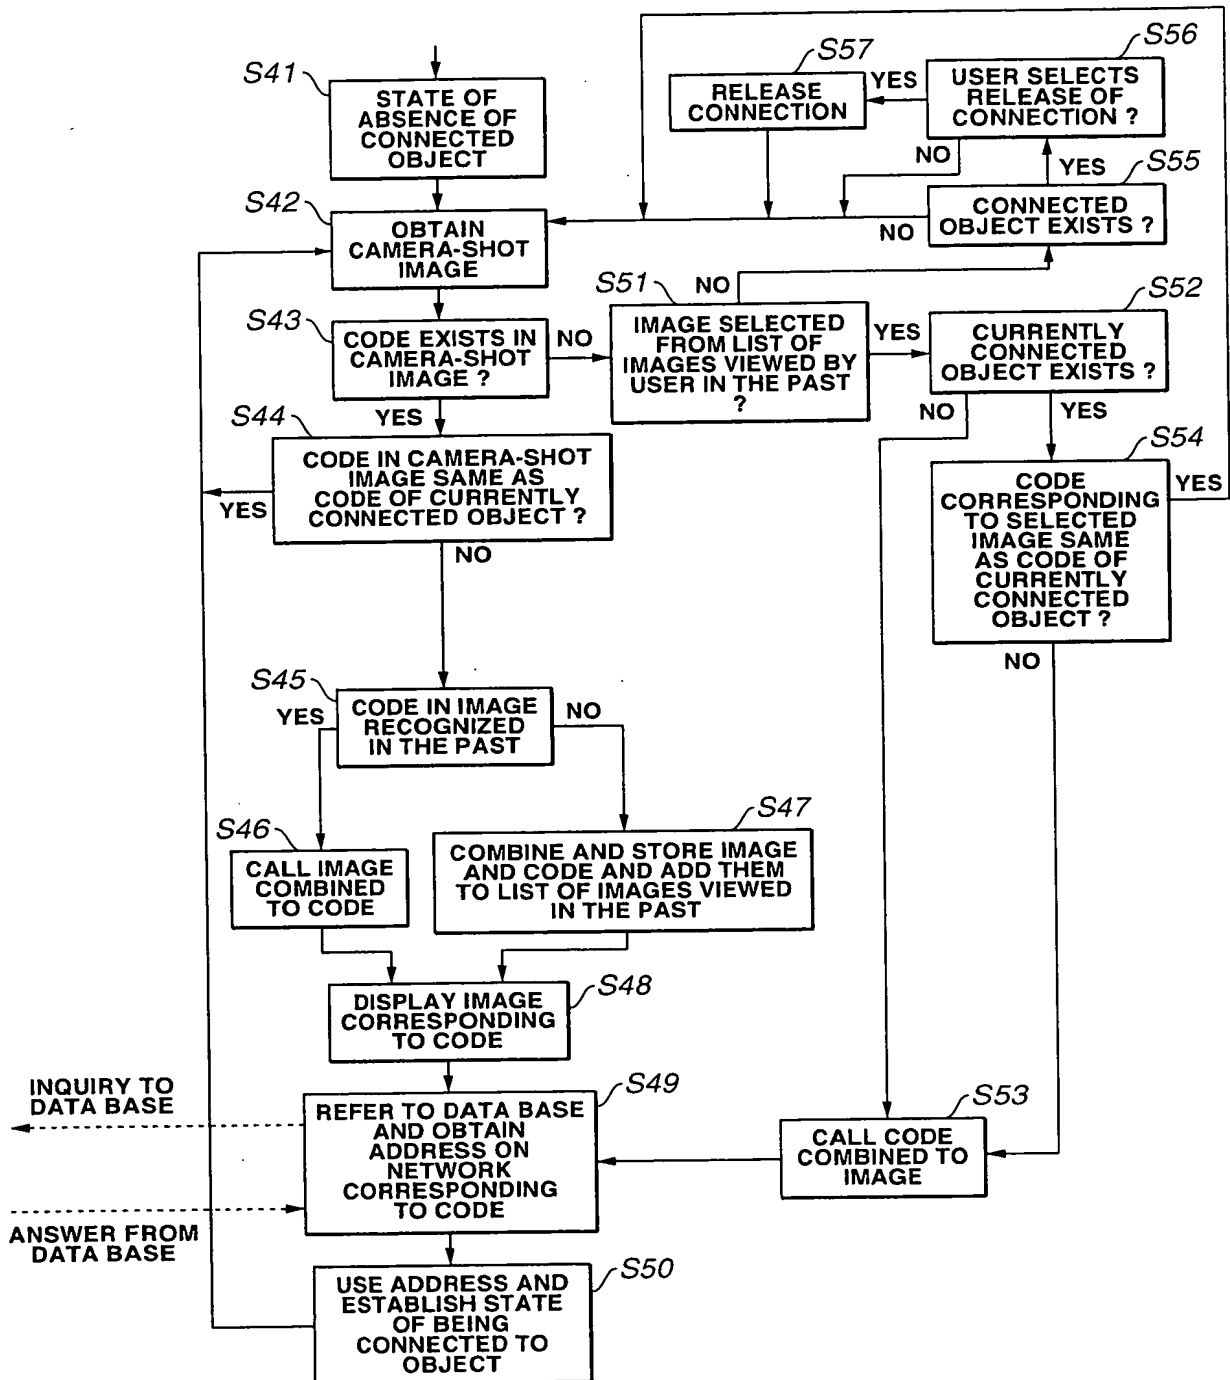 S41
STATE OF
ABSENCE OF
CONNECTED
OBJECT
S57
RELEASE
CONNECTION
YES
S56
USER SELECTS
RELEASE OF
CONNECTION ?
NO
YES
S55
CONNECTED
OBJECT EXISTS ?
NO
S42
OBTAIN
CAMERA-SHOT
IMAGE
S43
CODE EXISTS IN
CAMERA-SHOT
IMAGE ?
NO
YES
S51
NO
IMAGE SELECTED
FROM LIST OF
IMAGES VIEWED BY
USER IN THE PAST
?
YES
S52
CURRENTLY
CONNECTED
OBJECT EXISTS ?
NO
YES
S44
CODE IN CAMERA-SHOT
IMAGE SAME AS
CODE OF CURRENTLY
CONNECTED OBJECT ?
YES
NO
S54
CODE
CORRESPONDING
TO SELECTED
IMAGE SAME
AS CODE OF
CURRENTLY
CONNECTED
OBJECT ?
YES
NO
S45
YES
CODE IN IMAGE
RECOGNIZED
IN THE PAST
NO
S46
CALL IMAGE
COMBINED
TO CODE
S47
COMBINE AND STORE IMAGE
AND CODE AND ADD THEM
TO LIST OF IMAGES VIEWED
IN THE PAST
S48
DISPLAY IMAGE
CORRESPONDING
TO CODE
INQUIRY TO
DATA BASE
S49
REFER TO DATA BASE
AND OBTAIN
ADDRESS ON
NETWORK
CORRESPONDING
TO CODE
S53
CALL CODE
COMBINED TO
IMAGE
ANSWER FROM
DATA BASE
S50
USE ADDRESS AND
ESTABLISH STATE
OF BEING
CONNECTED TO
OBJECT